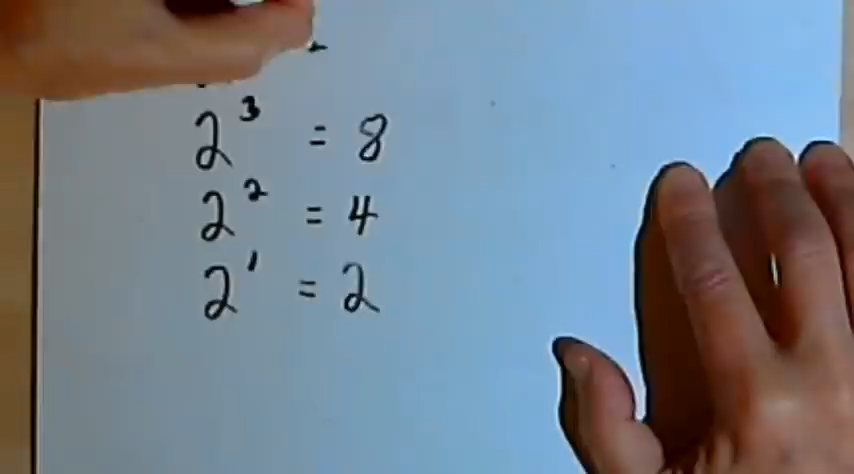 2³ = 8
2² = 4
2¹ = 2